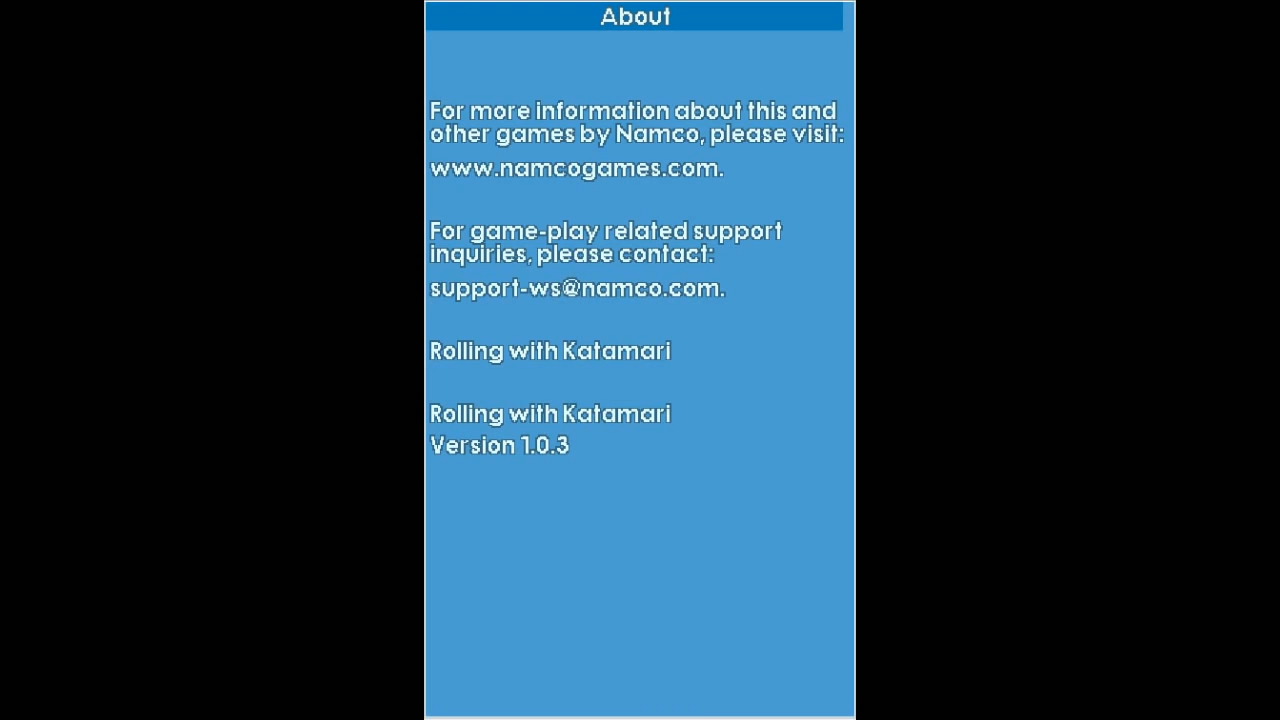 About
For more information about this and
other games by Namco, please visit:
www.namcogames.com.
For game-play related support
inquiries, please contact:
support-ws@namco.com.
Rolling with Katamari
Rolling with Katamari
Version 1.0.3